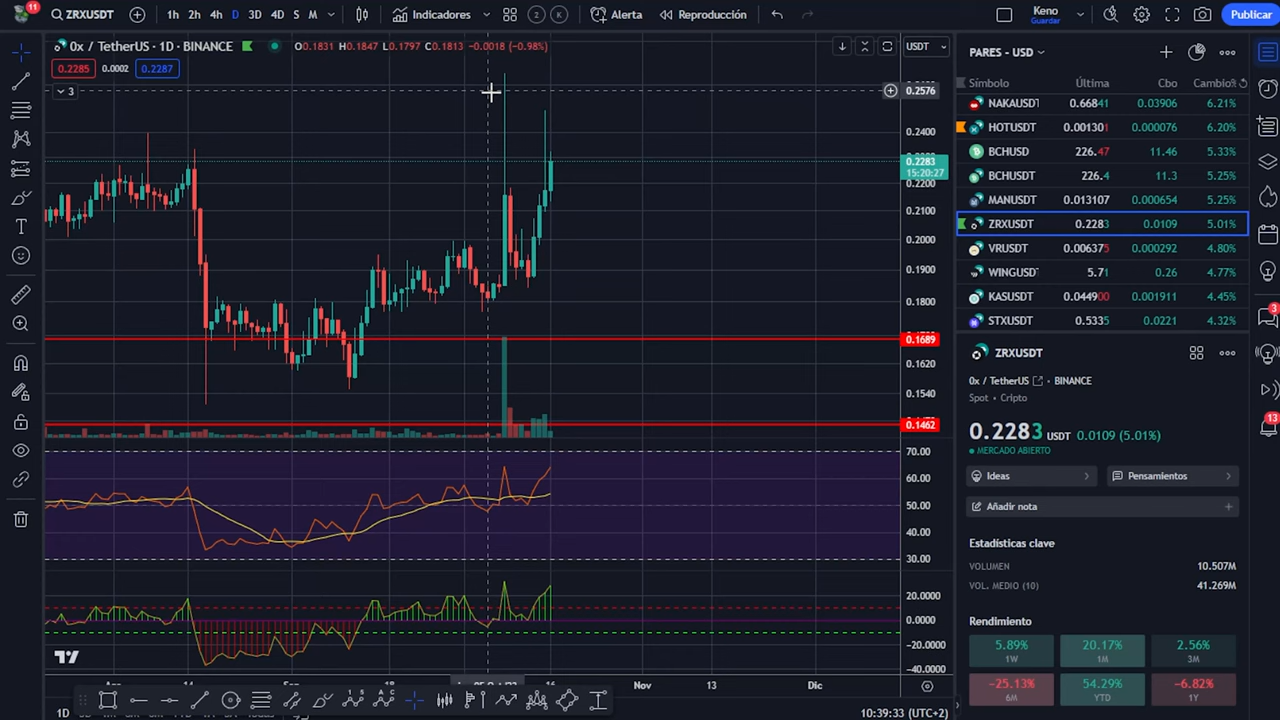 11
ZRXUSDT
1h 2h 4h D 3D 4D S M
Indicadores
Alerta
Reproducción
Keno
Guardar
Publicar
0x / TetherUS · 1D · BINANCE
O0.1831 H0.1847 L0.1797 C0.1813 -0.0018 (-0.98%)
USDT
0.2285 0.0002 0.2287
3
0.2576
0.2400
0.2283
15:20:27
0.2200
0.2100
0.2000
0.1900
0.1800
0.1689
0.1620
0.1540
0.1462
70.00
60.00
50.00
40.00
30.00
20.0000
0.0000
-20.0000
-40.0000
14
18
16
Nov
13
Dic
1D
10:39:33 (UTC+2)
PARES - USD
Símbolo Última Cbo Cambio%
NAKAUSDT 0.66841 0.03906 6.21%
HOTUSDT 0.001301 0.000076 6.20%
BCHUSD 226.47 11.46 5.33%
BCHUSDT 226.4 11.3 5.25%
MANUSDT 0.013107 0.000654 5.25%
ZRXUSDT 0.2283 0.0109 5.01%
VRUSDT 0.006375 0.000292 4.80%
WINGUSDT 5.71 0.26 4.77%
KASUSDT 0.044900 0.001911 4.45%
STXUSDT 0.5335 0.0221 4.32%
ZRXUSDT
0x / TetherUS · BINANCE
Spot · Cripto
0.2283 USDT 0.0109 (5.01%)
MERCADO ABIERTO
Ideas
Pensamientos
Añadir nota
Estadísticas clave
VOLUMEN 10.507M
VOL. MEDIO (10) 41.269M
Rendimiento
5.89% 20.17% 2.56%
1W 1M 3M
-25.13% 54.29% -6.82%
6M YTD 1Y
3
13